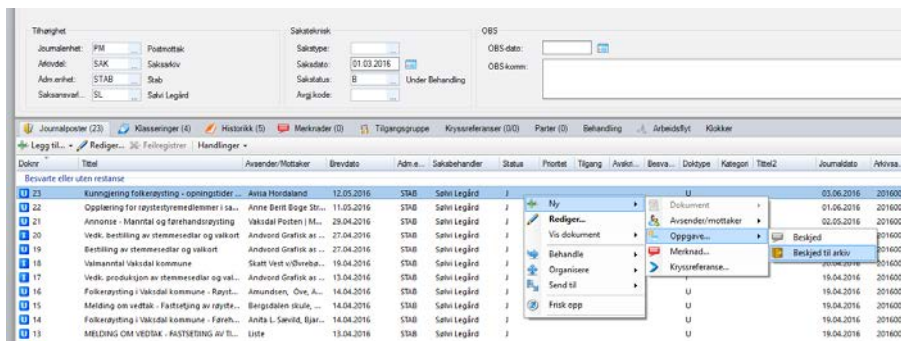 Tilhørighet Sakateknisk OBS
Journalenhet: PM Postmottak Sakstype: OBS-dato:
Arkivdel: SAK Saksarkiv Saksdato: 01.03.2016 OBS-komm:
Adm.enhet: STAB Stab Sakstatus: B Under Behandling
Saksansvarl... SL Sølvi Legård Avgj.kode:
Journalposter (23) Klasseringer (4) Historikk (5) Merknader (0) Tilgangsgruppe Kryssreferanser (0/0) Parter (0) Behandling Arbeidsflyt Klokker
Legg til... Rediger... Feilregistrer Handlinger
Doknr Tittel Avsender/Mottaker Brevdato Adm.e... Saksbehandler Status Prioritet Tilgang Avskri... Besva... Doktype Kategori Tittel2 Journaldato Arkivsa...
Besvarte eller uten restanse
23 Kunngjering folkerøysting - opningstider ... Avisa Hordaland 12.05.2016 STAB Sølvi Legård J U 03.06.2016 201600
22 Opplæring for røystestyremedlemmer i sa... Anne Berit Boge Str... 11.05.2016 STAB Sølvi Legård J 01.06.2016 201600
21 Annonse - Manntal og førehandsrøysting Vaksdal Posten | M... 29.04.2016 STAB Sølvi Legård J 02.05.2016 201600
20 Vedk. bestilling av stemmesedlar og valkort Andvord Grafisk as ... 27.04.2016 STAB Sølvi Legård J
19 Bestilling av stemmesedlar og valkort Andvord Grafisk as ... 27.04.2016 STAB Sølvi Legård J
18 Valmanntal Vaksdal kommune Skatt Vest v/Øvrebø... 19.04.2016 STAB Sølvi Legård J 20.04.2016 201600
17 Vedk. produksjon av stemmesedlar og val... Andvord Grafisk as ... 13.04.2016 STAB Sølvi Legård J 19.04.2016 201600
16 Folkerøysting i Vaksdal kommune - Røyst... Amundsen, Ove, A... 14.04.2016 STAB Sølvi Legård J U 19.04.2016 201600
15 Melding om vedtak - Fastsetjing av røyste... Bergsdalen skule, ... 14.04.2016 STAB Sølvi Legård J U 19.04.2016 201600
14 Folkerøysting i Vaksdal kommune - Føreh... Anita L. Sævild, Bjar... 14.04.2016 STAB Sølvi Legård J U 19.04.2016 201600
13 MELDING OM VEDTAK - FASTSETING AV TI... Liste 13.04.2016 STAB Sølvi Legård J U 19.04.2016 201600
Ny
Rediger...
Vis dokument
Behandle
Organisere
Send til
Frisk opp
Dokument
Avsender/mottaker
Oppgave...
Merknad...
Kryssreferanse...
Beskjed
Beskjed til arkiv